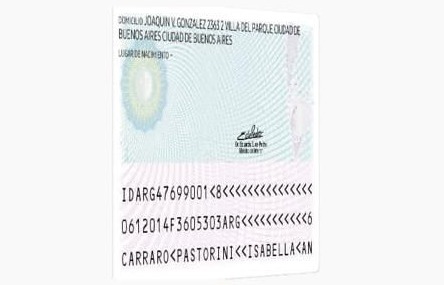 DOMICILIO JOAQUIN V. GONZALEZ 2363 2 VILLA DEL PARQUE CIUDAD DE
BUENOS AIRES CIUDAD DE BUENOS AIRES
LUGAR DE NACIMIENTO -
IDARG47699001<8<<<<<<<<<<<<<<<
0612014F3605303ARG<<<<<<<<<<<6
CARRARO<PASTORINI<<ISABELLA<AN